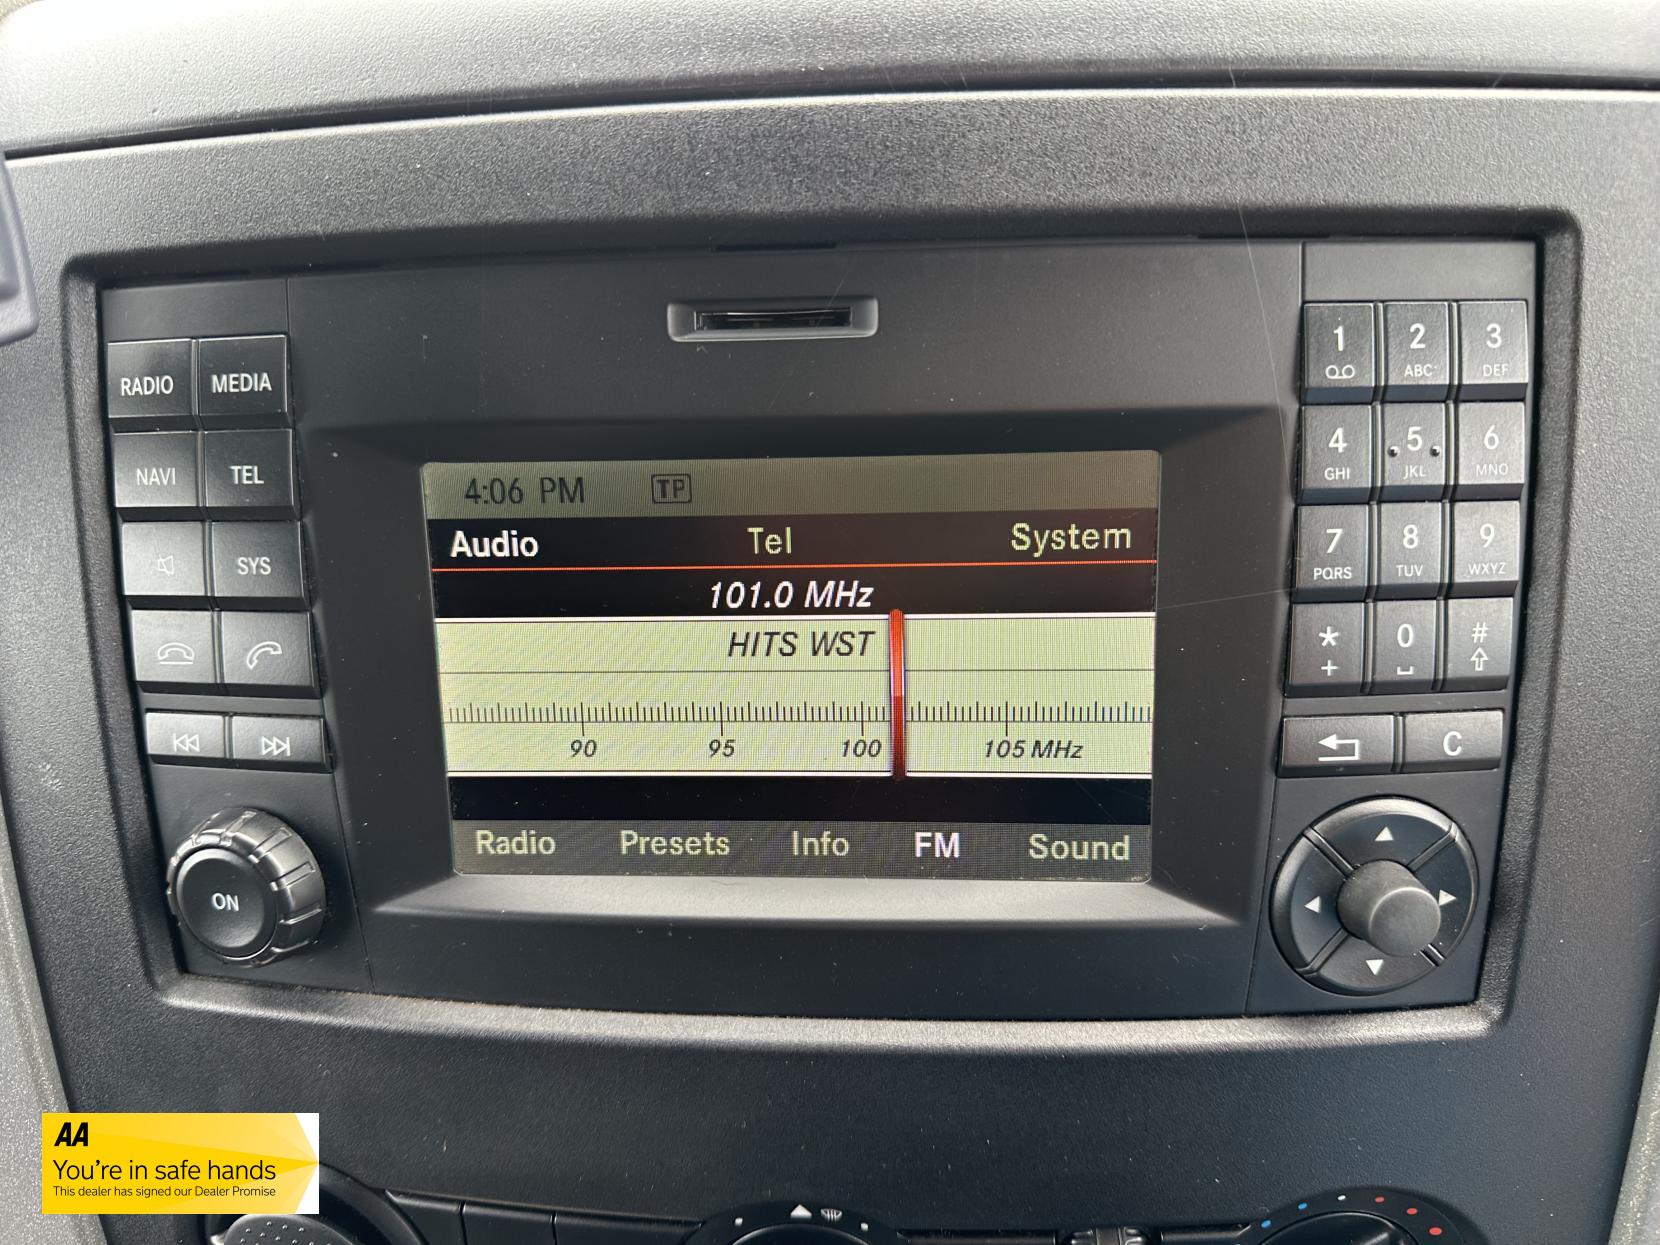 RADIO MEDIA
NAVI TEL
SYS
ON
4:06 PM TP
Audio Tel System
101.0 MHz
HITS WST
90 95 100 105 MHz
Radio Presets Info FM Sound
1 2 ABC 3 DEF
4 GHI 5 JKL 6 MNO
7 PQRS 8 TUV 9 WXYZ
* + 0 #
C
AA
You're in safe hands
This dealer has signed our Dealer Promise